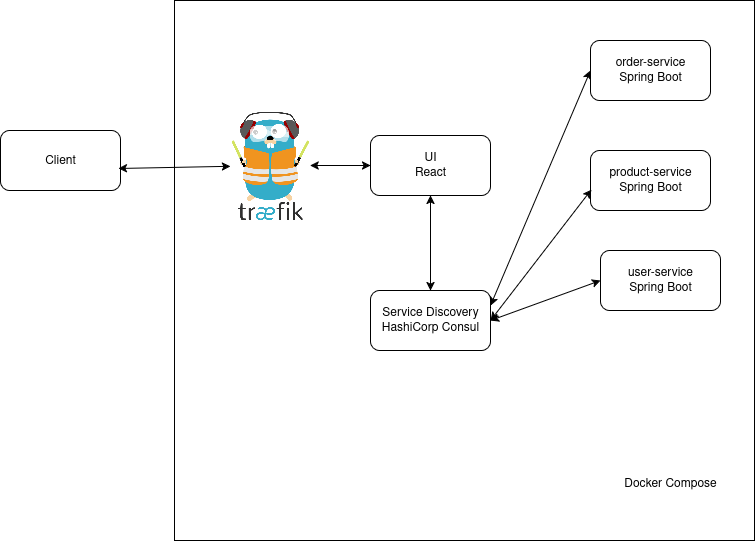 Client
træfik
UI
React
Service Discovery
HashiCorp Consul
order-service
Spring Boot
product-service
Spring Boot
user-service
Spring Boot
Docker Compose